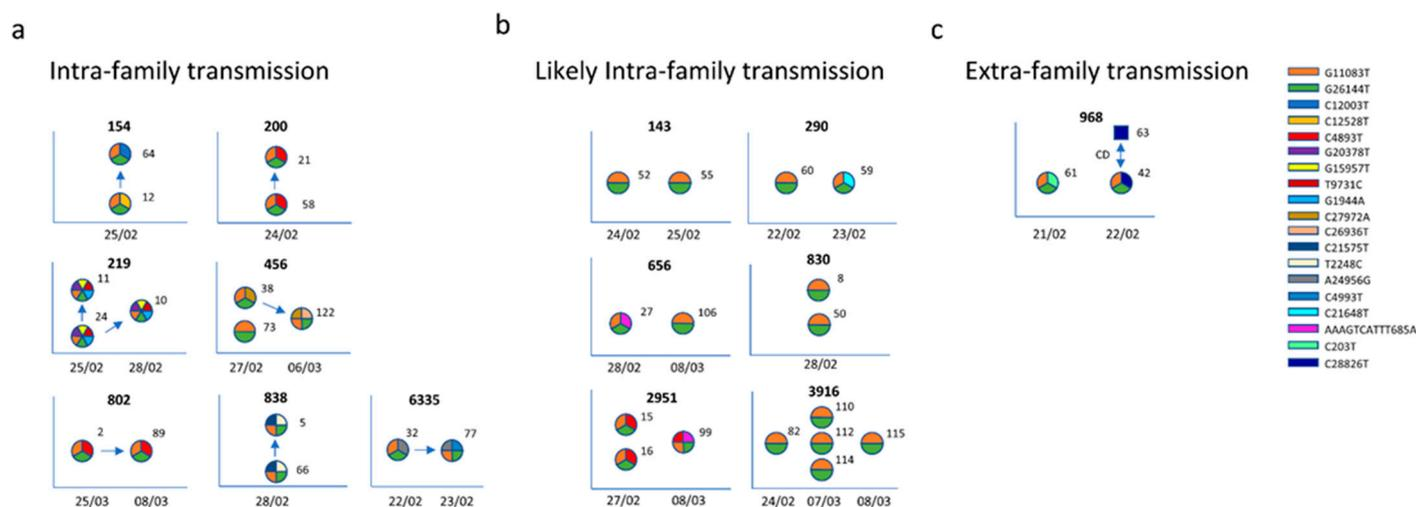 a
Intra-family transmission
154
64
12
25/02
200
21
58
24/02
219
11
24
10
25/02 28/02
456
38
73
122
27/02 06/03
802
2
89
25/03 08/03
838
5
66
28/02
6335
32
77
22/02 23/02
b
Likely Intra-family transmission
143
52
55
24/02 25/02
290
60
59
22/02 23/02
656
27
106
28/02 08/03
830
8
50
28/02
2951
15
16
99
27/02 08/03
3916
82
110
112
114
115
24/02 07/03 08/03
c
Extra-family transmission
968
63
CD
61
42
21/02 22/02
G11083T
G26144T
C12003T
C12528T
C4893T
G20378T
G15957T
T9731C
G1944A
C27972A
C26936T
C21575T
T2248C
A24956G
C4993T
C21648T
AAAGTCATTT685A
C203T
C28826T